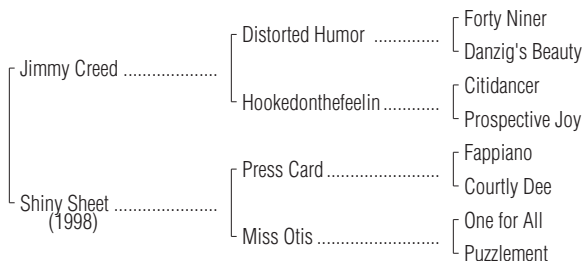 Forty Niner
Distorted Humor ..............
Danzig's Beauty
Jimmy Creed ....................
Citidancer
Hookedonthefeelin ............
Prospective Joy
Fappiano
Press Card ........................
Courtly Dee
Shiny Sheet ......................
(1998)
One for All
Miss Otis ..........................
Puzzlement